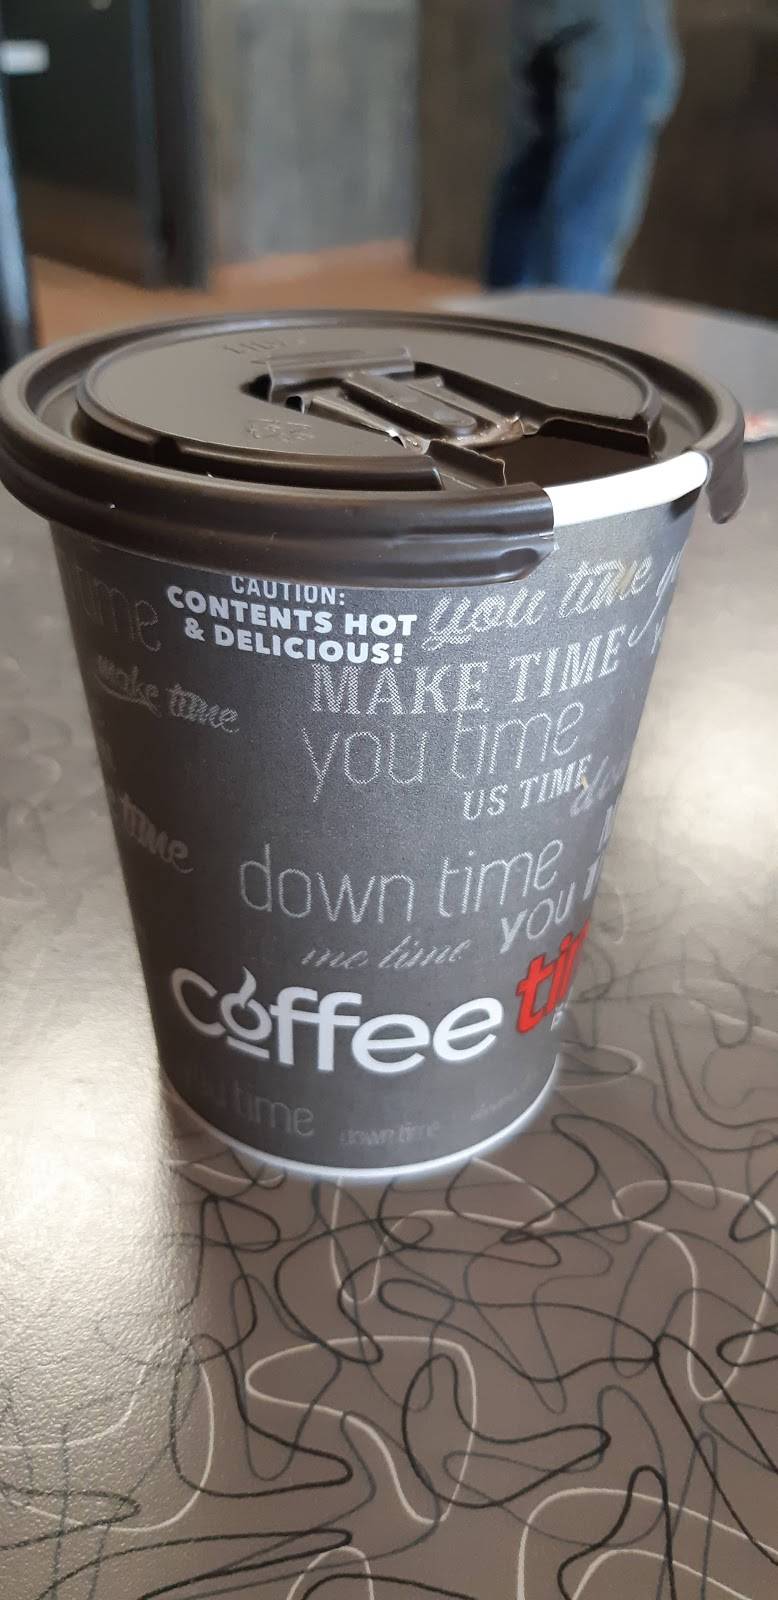 CAUTION:
CONTENTS HOT
& DELICIOUS!
you time
time
make time
MAKE TIME
you time
US TIME
time
down time
YOU
me time
coffee
time
down time